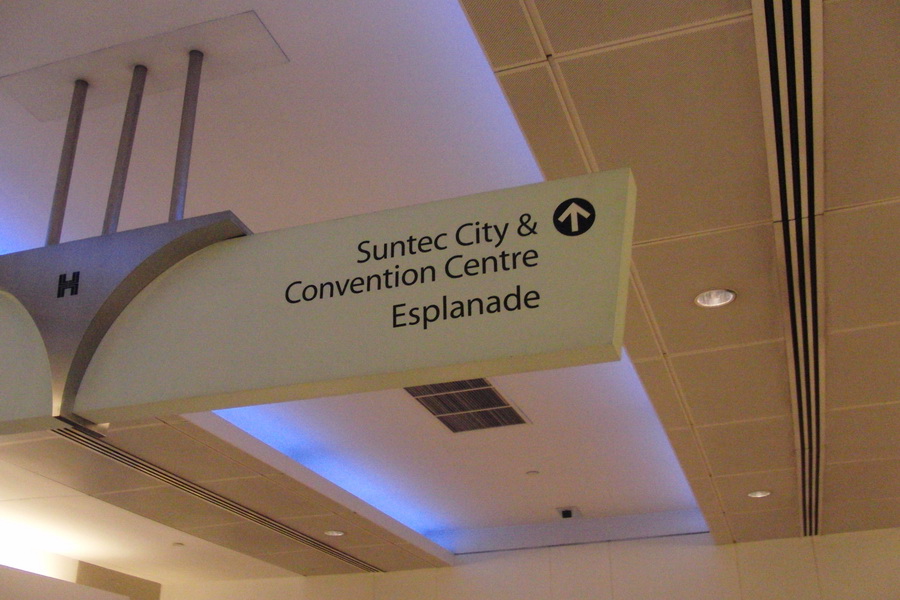 H
Suntec City &
Convention Centre
Esplanade